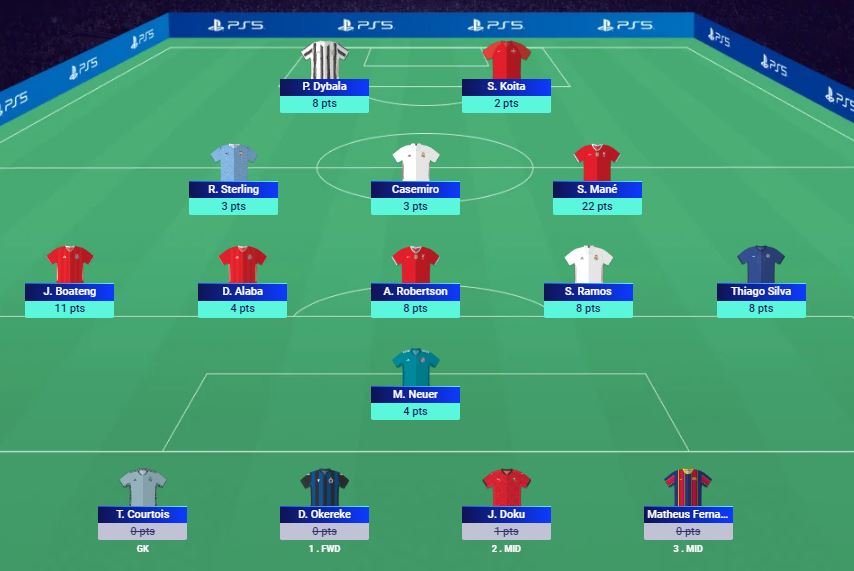 PS5 PS5 PS5 PS5
PS5 PS5
PS5 PS5
PS5 PS5
P. Dybala S. Koita
8 pts 2 pts
R. Sterling Casemiro S. Mané
3 pts 3 pts 22 pts
J. Boateng D. Alaba A. Robertson S. Ramos Thiago Silva
11 pts 4 pts 8 pts 8 pts 8 pts
M. Neuer
4 pts
T. Courtois D. Okereke J. Doku Matheus Ferna...
0 pts 0 pts 1 pts 0 pts
GK 1 . FWD 2 . MID 3 . MID